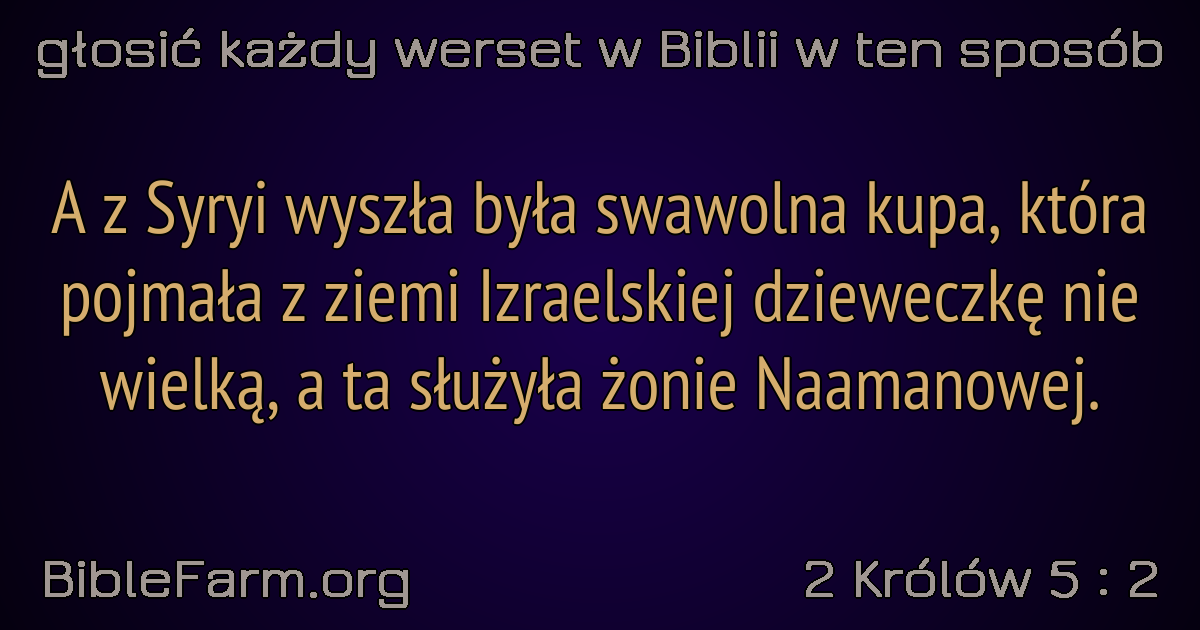 głosić każdy werset w Biblii w ten sposób
A z Syryi wyszła była swawolna kupa, która
pojmała z ziemi Izraelskiej dzieweczkę nie
wielką, a ta służyła żonie Naamanowej.
BibleFarm.org
2 Królów 5 : 2